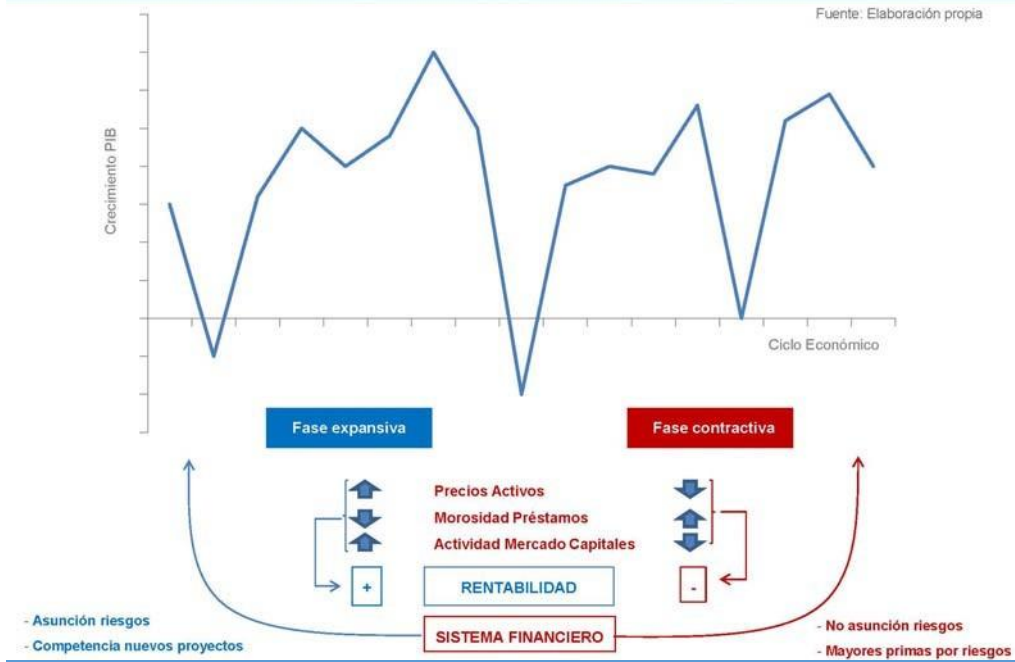 Fuente: Elaboración propia
Crecimiento PIB
Ciclo Económico
Fase expansiva
Fase contractiva
Precios Activos
Morosidad Préstamos
Actividad Mercado Capitales
+
RENTABILIDAD
-
SISTEMA FINANCIERO
- Asunción riesgos
- Competencia nuevos proyectos
- No asunción riesgos
- Mayores primas por riesgos